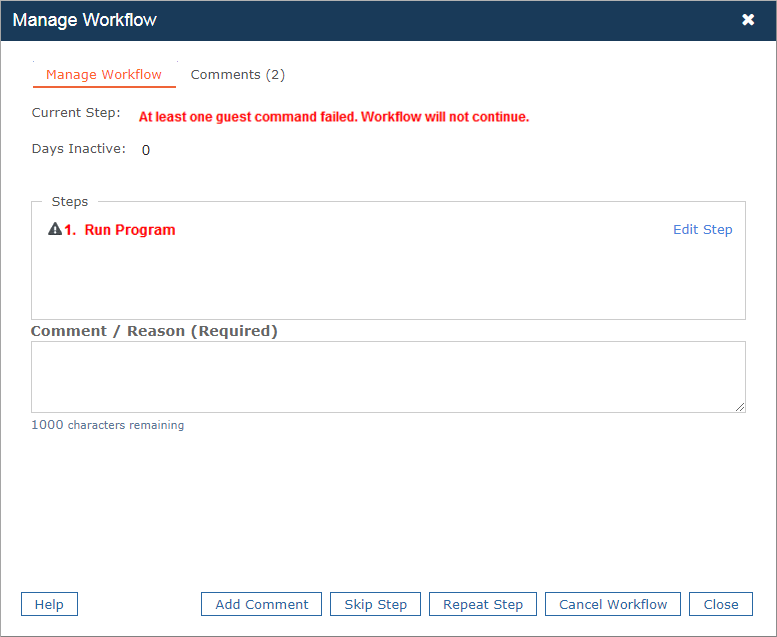 Manage Workflow
Manage Workflow Comments (2)
Current Step: At least one guest command failed. Workflow will not continue.
Days Inactive: 0
Steps
1. Run Program Edit Step
Comment / Reason (Required)
1000 characters remaining
Help Add Comment Skip Step Repeat Step Cancel Workflow Close